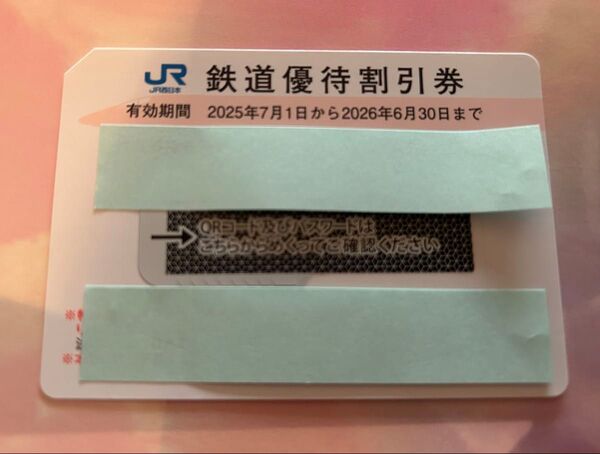 JR 鉄道優待割引券
JR西日本
有効期間 2025年7月1日から2026年6月30日まで
QRコード及びパスワードは
こちらからめくってご確認ください
※
※